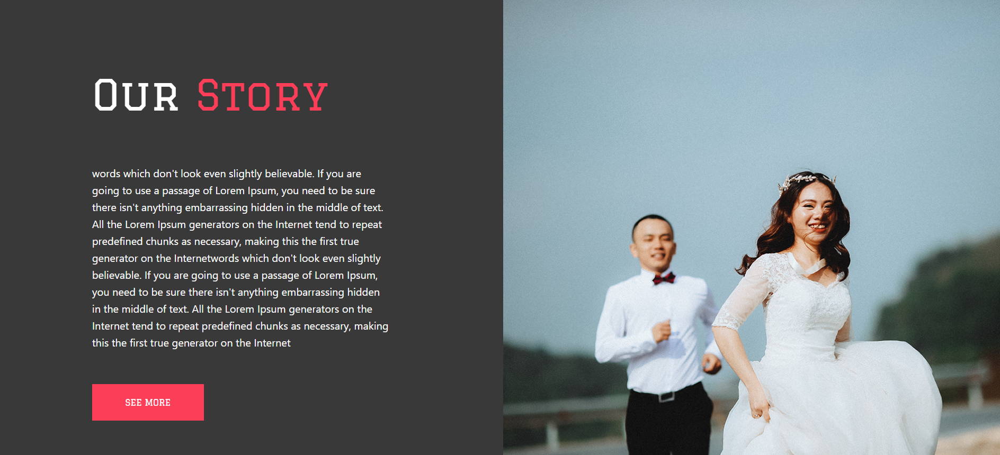 Our Story
words which don't look even slightly believable. If you are
going to use a passage of Lorem Ipsum, you need to be sure
there isn't anything embarrassing hidden in the middle of text.
All the Lorem Ipsum generators on the Internet tend to repeat
predefined chunks as necessary, making this the first true
generator on the Internetwords which don't look even slightly
believable. If you are going to use a passage of Lorem Ipsum,
you need to be sure there isn't anything embarrassing hidden
in the middle of text. All the Lorem Ipsum generators on the
Internet tend to repeat predefined chunks as necessary, making
this the first true generator on the Internet
SEE MORE